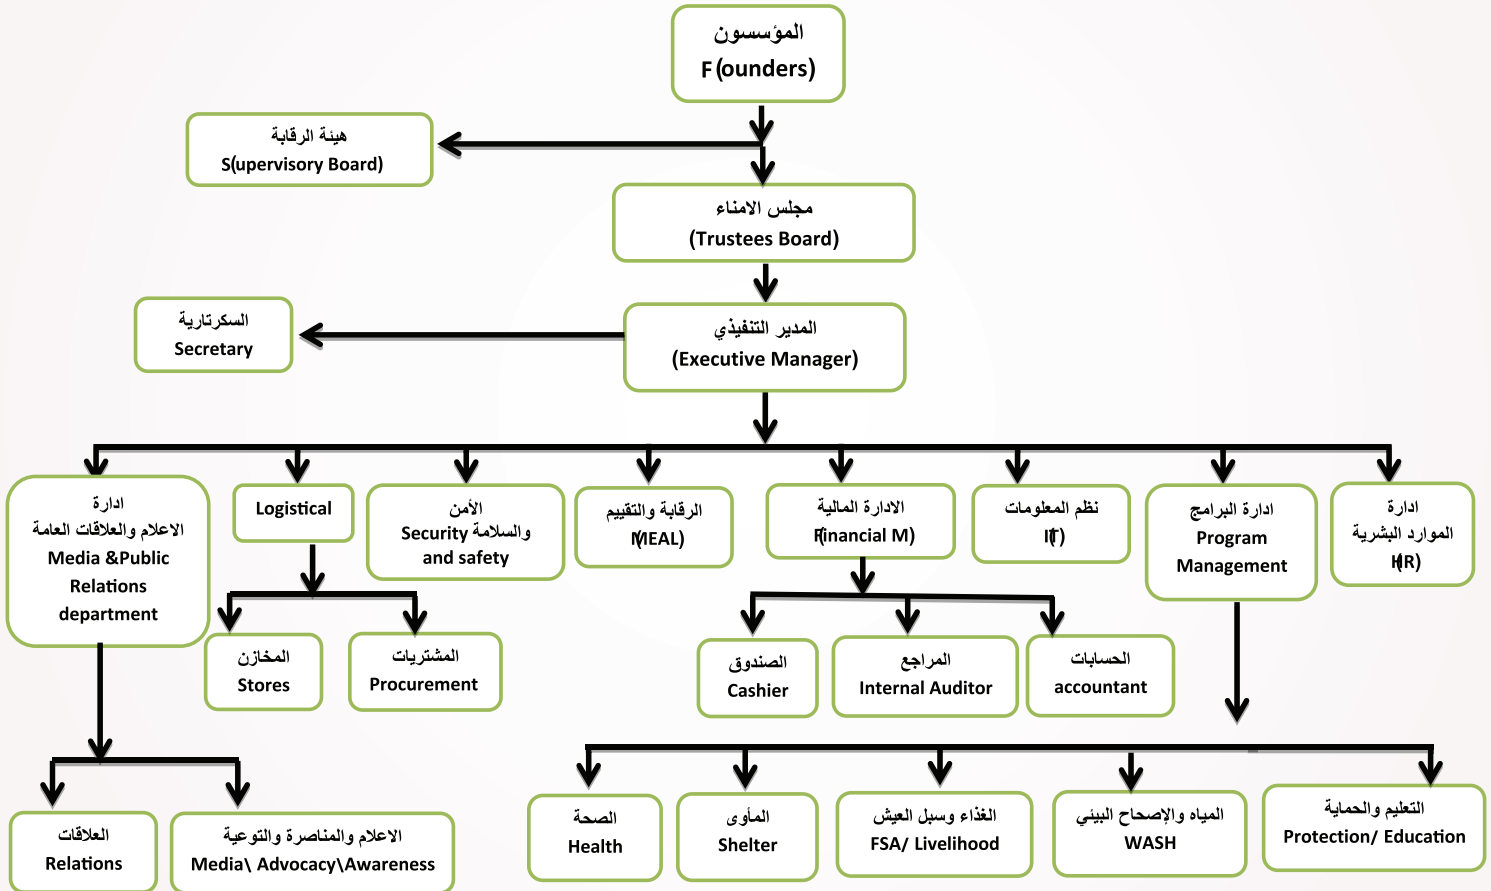 المؤسسون
F(ounders)
هيئة الرقابة
S(upervisory Board)
مجلس الامناء
(Trustees Board)
السكرتارية
Secretary
المدير التنفيذي
(Executive Manager)
ادارة
الاعلام والعلاقات العامة
Media &Public
Relations
department
Logistical
الأمن
والسلامة Security
and safety
الرقابة والتقييم
M(EAL)
الادارة المالية
F(inancial M)
نظم المعلومات
I(T)
ادارة البرامج
Program
Management
ادارة
الموارد البشرية
H(R)
المخازن
Stores
المشتريات
Procurement
الصندوق
Cashier
المراجع
Internal Auditor
الحسابات
accountant
العلاقات
Relations
الاعلام والمناصرة والتوعية
Media\ Advocacy\Awareness
الصحة
Health
المأوى
Shelter
الغذاء وسبل العيش
FSA/ Livelihood
المياه والإصحاح البيئي
WASH
التعليم والحماية
Protection/ Education